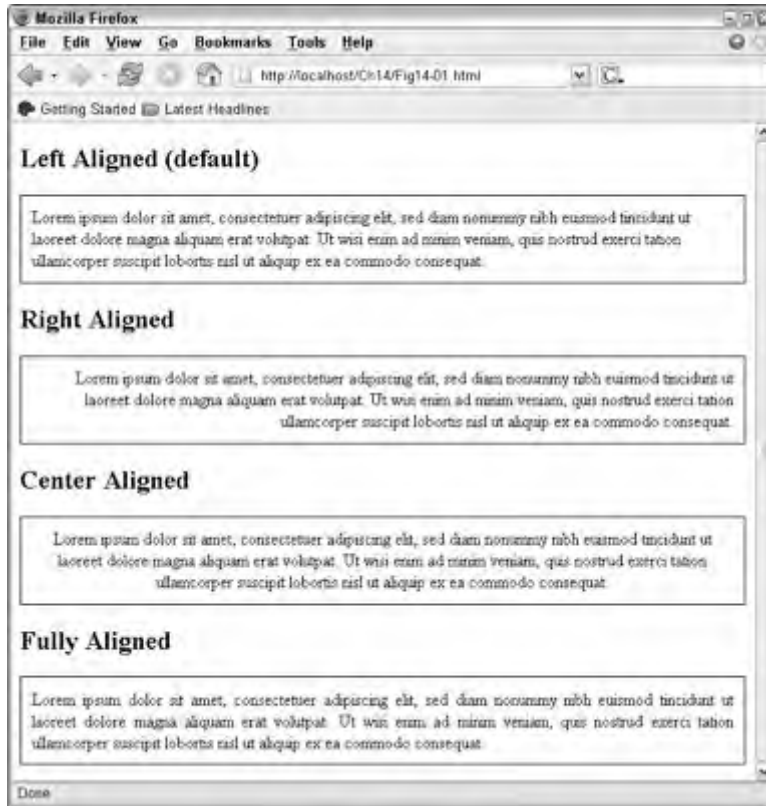 Mozilla Firefox
File Edit View Go Bookmarks Tools Help
http://localhost/Ch14/Fig14-01.html
Getting Started Latest Headlines
Left Aligned (default)
Lorem ipsum dolor sit amet, consectetuer adipiscing elit, sed diam nonummy nibh euismod tincidunt ut
laoreet dolore magna aliquam erat volutpat. Ut wisi enim ad minim veniam, quis nostrud exerci tation
ullamcorper suscipit lobortis nisl ut aliquip ex ea commodo consequat.
Right Aligned
Lorem ipsum dolor sit amet, consectetuer adipiscing elit, sed diam nonummy nibh euismod tincidunt ut
laoreet dolore magna aliquam erat volutpat. Ut wisi enim ad minim veniam, quis nostrud exerci tation
ullamcorper suscipit lobortis nisl ut aliquip ex ea commodo consequat.
Center Aligned
Lorem ipsum dolor sit amet, consectetuer adipiscing elit, sed diam nonummy nibh euismod tincidunt ut
laoreet dolore magna aliquam erat volutpat. Ut wisi enim ad minim veniam, quis nostrud exerci tation
ullamcorper suscipit lobortis nisl ut aliquip ex ea commodo consequat.
Fully Aligned
Lorem ipsum dolor sit amet, consectetuer adipiscing elit, sed diam nonummy nibh euismod tincidunt ut
laoreet dolore magna aliquam erat volutpat. Ut wisi enim ad minim veniam, quis nostrud exerci tation
ullamcorper suscipit lobortis nisl ut aliquip ex ea commodo consequat.
Done